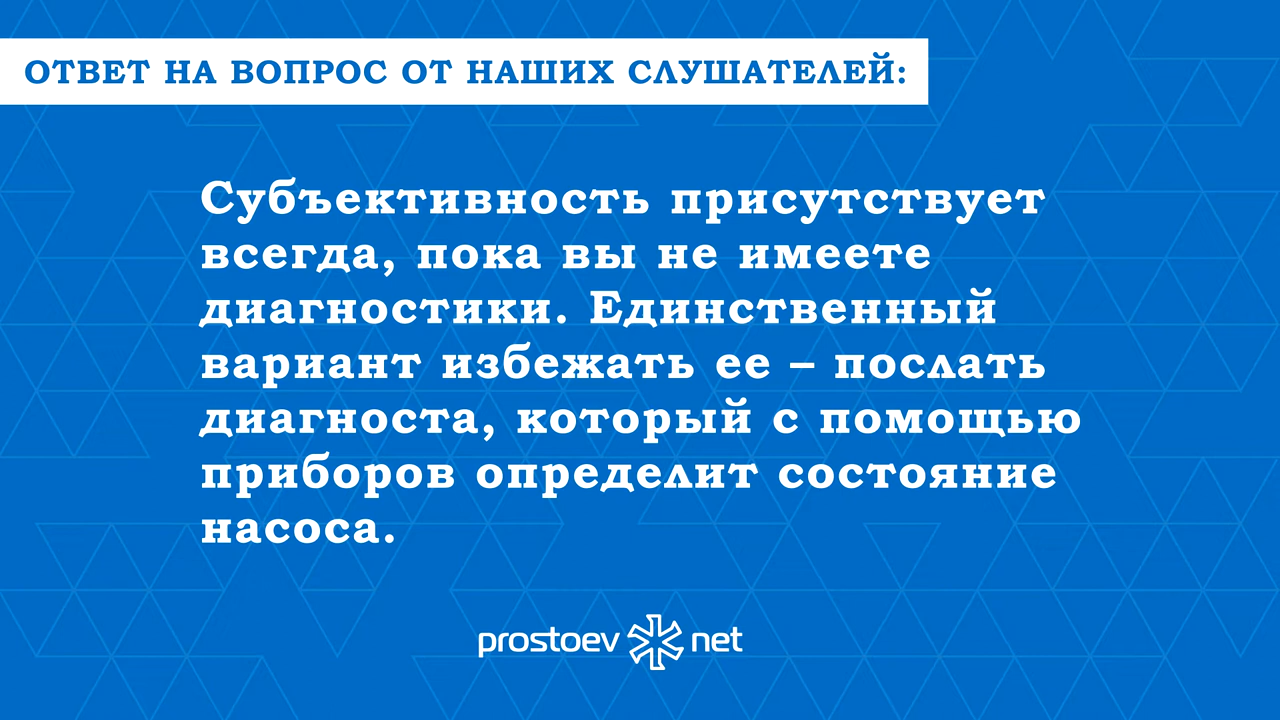 ОТВЕТ НА ВОПРОС ОТ НАШИХ СЛУШАТЕЛЕЙ:
Субъективность присутствует
всегда, пока вы не имеете
диагностики. Единственный
вариант избежать ее – послать
диагноста, который с помощью
приборов определит состояние
насоса.
prostoev net